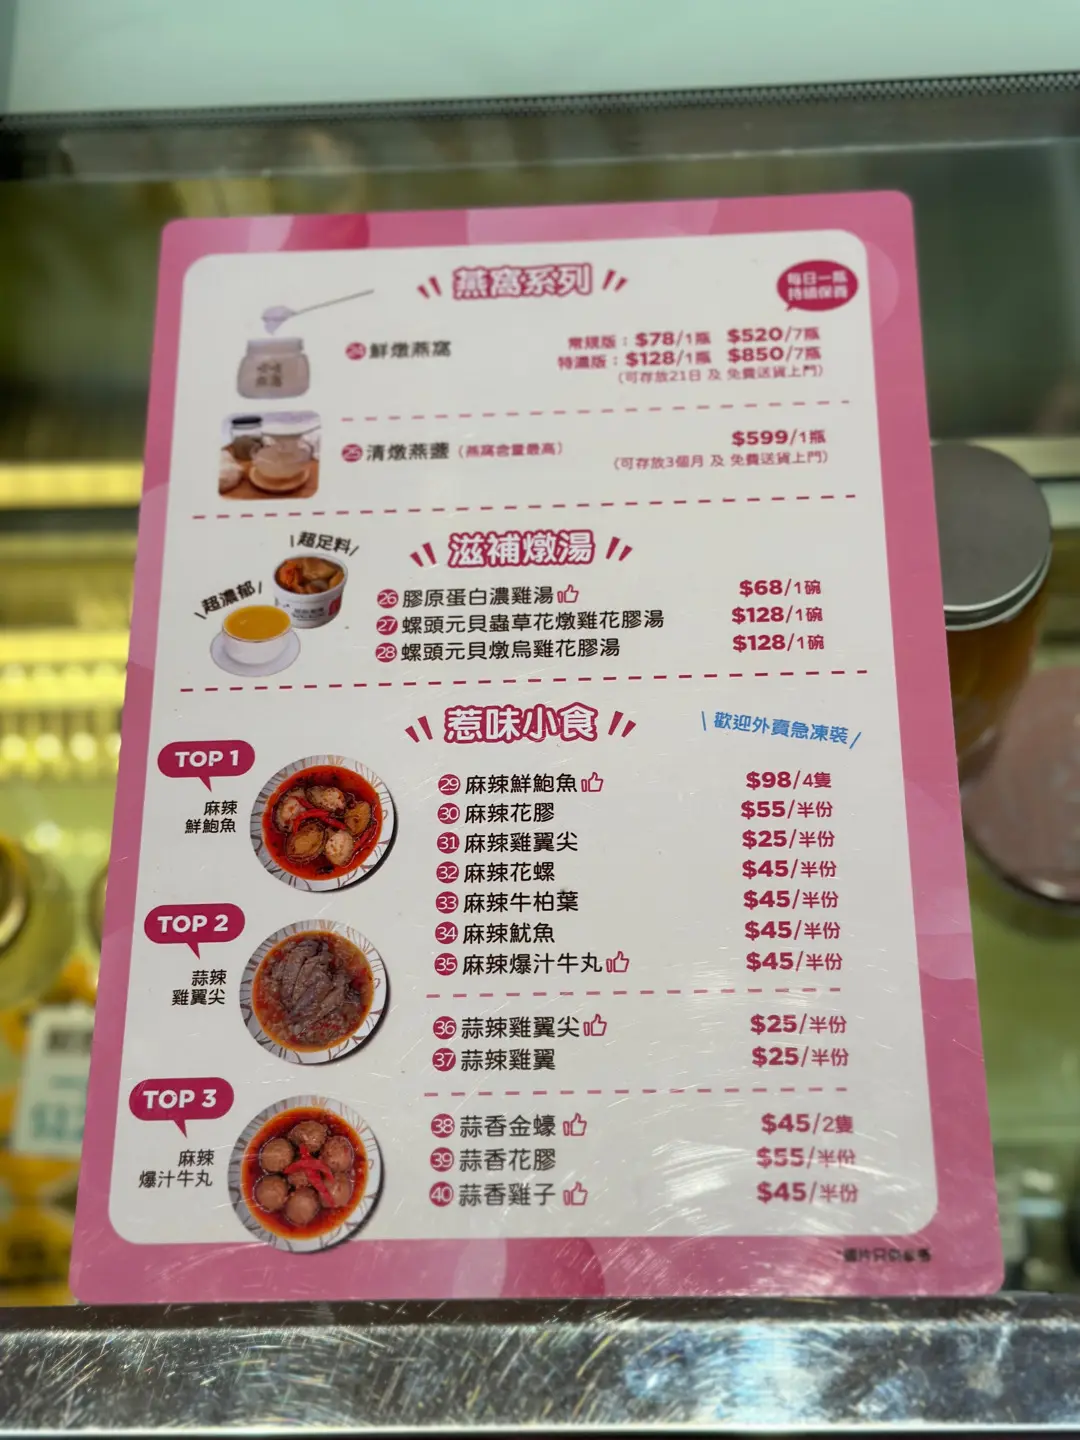 燕窩系列
每日一瓶
持續保養
24 鮮燉燕窩
常規版：$78/1瓶 $520/7瓶
特濃版：$128/1瓶 $850/7瓶
(可存放21日 及 免費送貨上門)
25 清燉燕盞（燕窩含量最高）
$599/1瓶
(可存放3個月 及 免費送貨上門)
滋補燉湯
超足料
超濃郁
26 膠原蛋白濃雞湯 $68/1碗
27 螺頭元貝蟲草花燉雞花膠湯 $128/1碗
28 螺頭元貝燉烏雞花膠湯 $128/1碗
惹味小食
歡迎外賣急凍裝
TOP 1
麻辣
鮮鮑魚
29 麻辣鮮鮑魚 $98/4隻
30 麻辣花膠 $55/半份
31 麻辣雞翼尖 $25/半份
32 麻辣花螺 $45/半份
33 麻辣牛柏葉 $45/半份
34 麻辣魷魚 $45/半份
35 麻辣爆汁牛丸 $45/半份
TOP 2
蒜辣
雞翼尖
36 蒜辣雞翼尖 $25/半份
37 蒜辣雞翼 $25/半份
TOP 3
麻辣
爆汁牛丸
38 蒜香金蠔 $45/2隻
39 蒜香花膠 $55/半份
40 蒜香雞子 $45/半份
*圖片只供參考